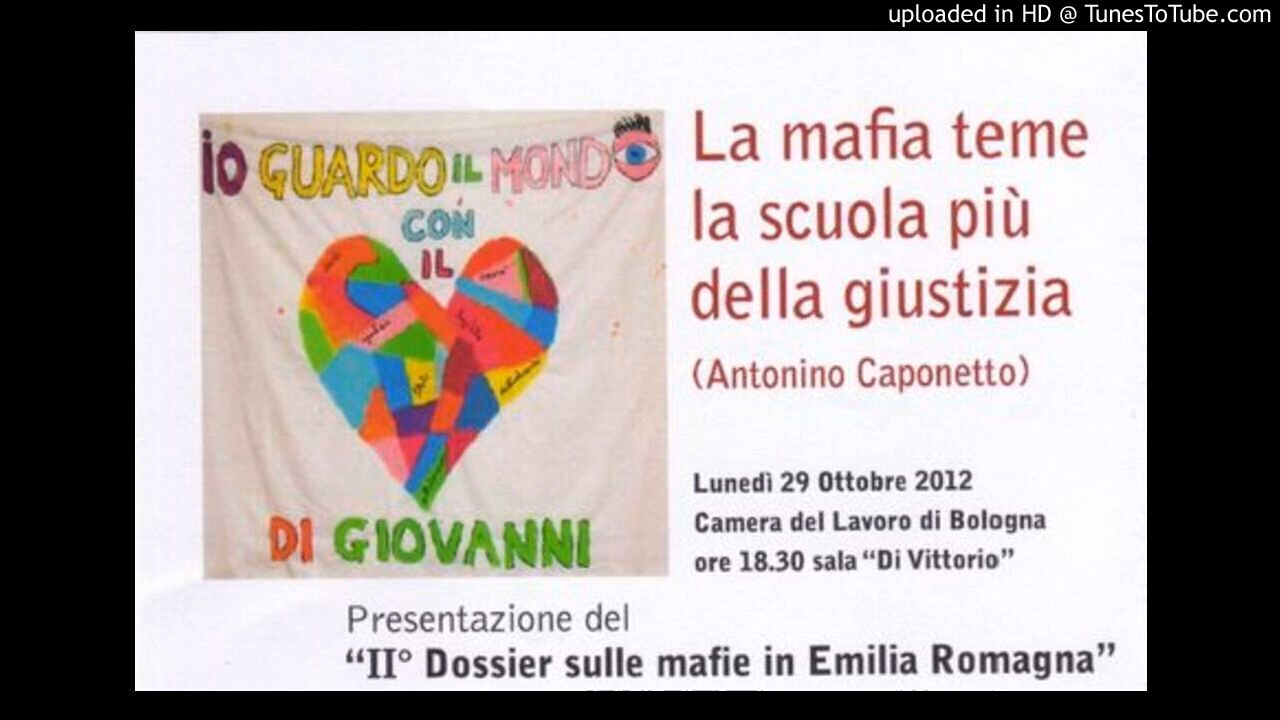 uploaded in HD @ TunesToTube.com
iO GUARDO IL MONDO
CON
IL
DI GIOVANNI
La mafia teme
la scuola più
della giustizia
(Antonino Caponetto)
Lunedì 29 Ottobre 2012
Camera del Lavoro di Bologna
ore 18.30 sala “Di Vittorio”
Presentazione del
“II° Dossier sulle mafie in Emilia Romagna”